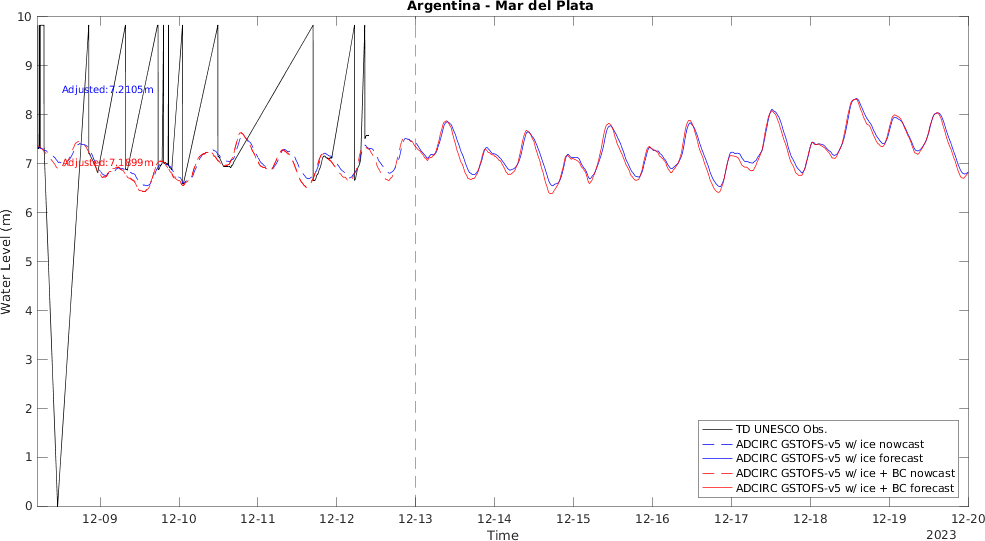 Argentina - Mar del Plata
10
9
8
7
6
5
4
3
2
1
0
Water Level (m)
Adjusted:7.2105m
Adjusted:7.1899m
TD UNESCO Obs.
ADCIRC GSTOFS-v5 w/ ice nowcast
ADCIRC GSTOFS-v5 w/ ice forecast
ADCIRC GSTOFS-v5 w/ ice + BC nowcast
ADCIRC GSTOFS-v5 w/ ice + BC forecast
12-09 12-10 12-11 12-12 12-13 12-14 12-15 12-16 12-17 12-18 12-19 12-20
Time
2023